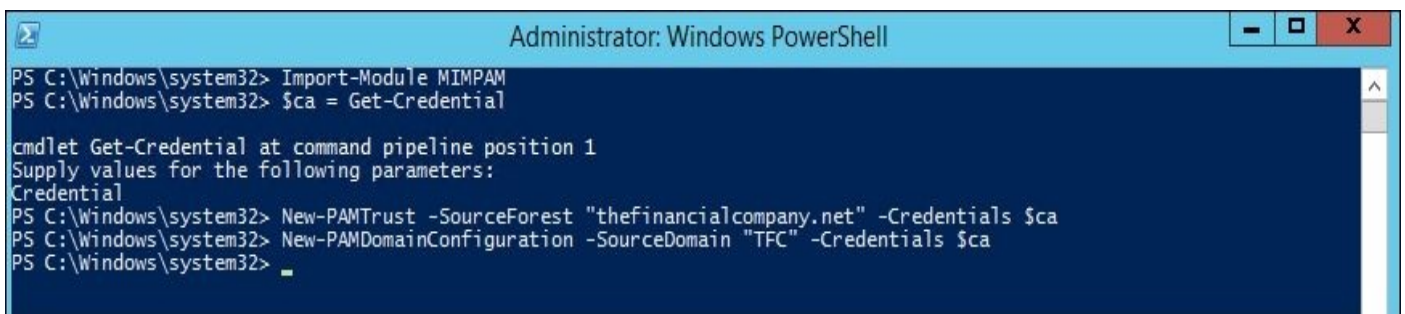 Administrator: Windows PowerShell
PS C:\Windows\system32> Import-Module MIMPAM
PS C:\Windows\system32> $ca = Get-Credential
cmdlet Get-Credential at command pipeline position 1
Supply values for the following parameters:
Credential
PS C:\Windows\system32> New-PAMTrust -SourceForest "thefinancialcompany.net" -Credentials $ca
PS C:\Windows\system32> New-PAMDomainConfiguration -SourceDomain "TFC" -Credentials $ca
PS C:\Windows\system32>